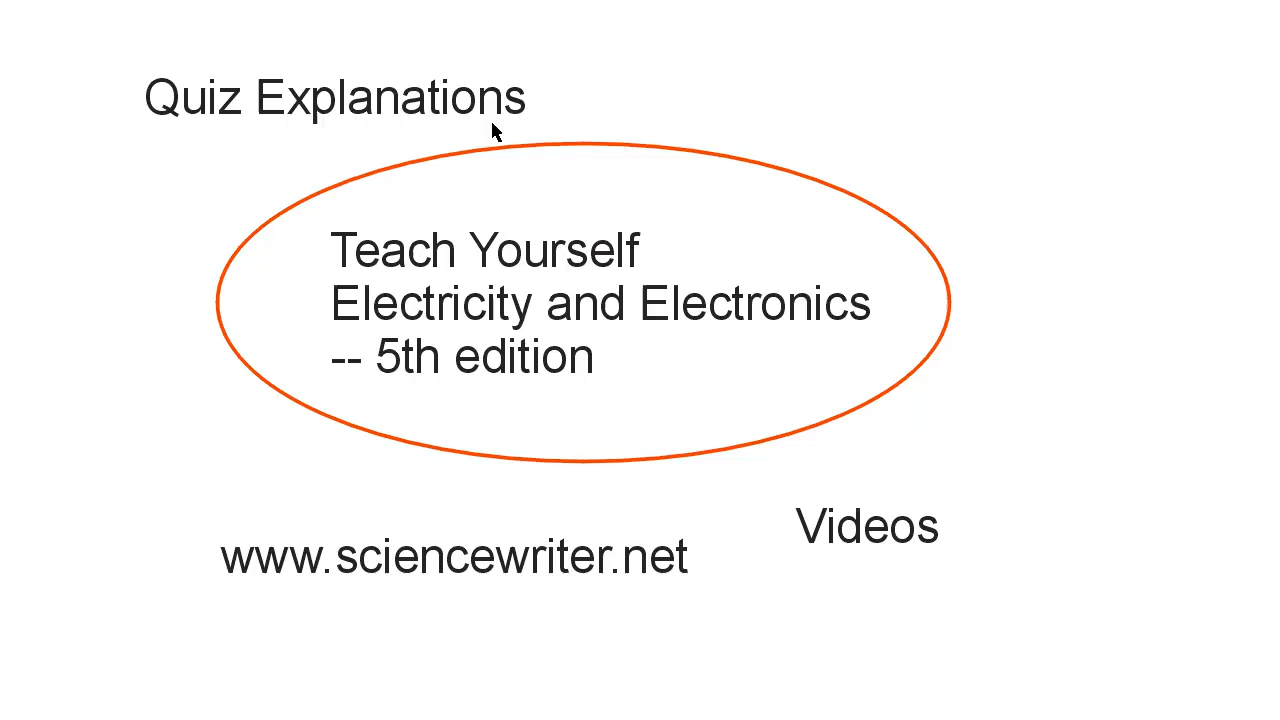 Quiz Explanations
Teach Yourself
Electricity and Electronics
-- 5th edition
Videos
www.sciencewriter.net